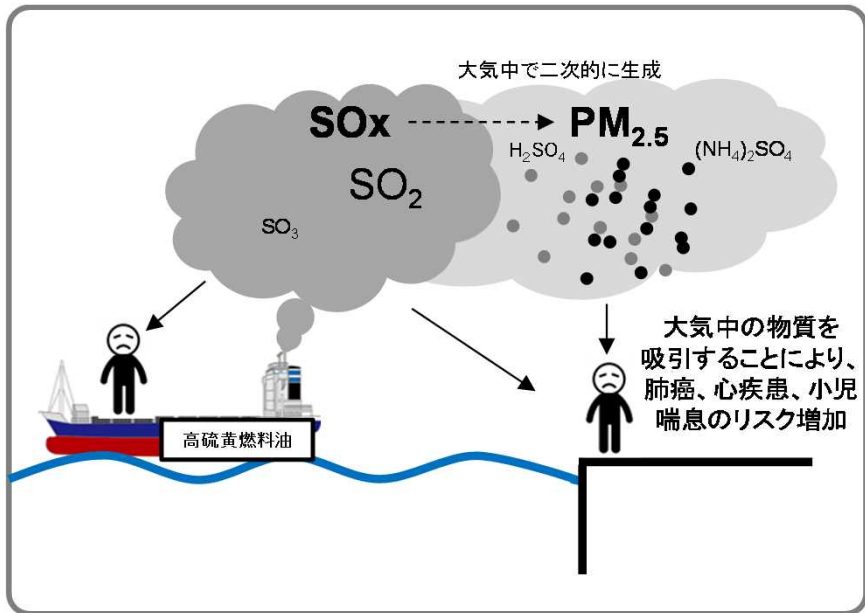 大気中で二次的に生成
SOx
PM2.5
H2SO4
(NH4)2SO4
SO2
SO3
大気中の物質を
吸引することにより、
肺癌、心疾患、小児
喘息のリスク増加
高硫黄燃料油